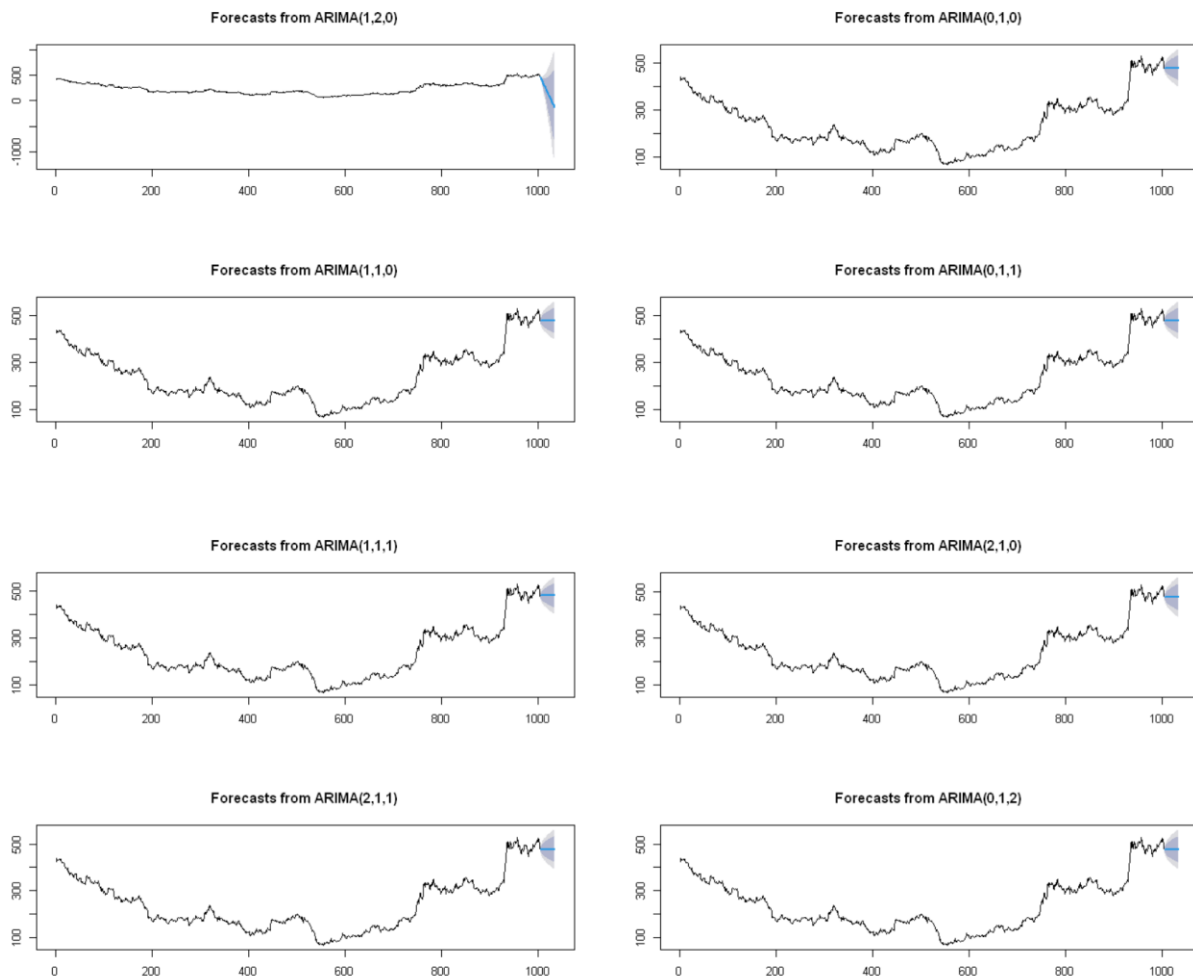 Forecasts from ARIMA(1,2,0)
500
0
-1000
0 200 400 600 800 1000
Forecasts from ARIMA(0,1,0)
500
300
100
0 200 400 600 800 1000
Forecasts from ARIMA(1,1,0)
500
300
100
0 200 400 600 800 1000
Forecasts from ARIMA(0,1,1)
500
300
100
0 200 400 600 800 1000
Forecasts from ARIMA(1,1,1)
500
300
100
0 200 400 600 800 1000
Forecasts from ARIMA(2,1,0)
500
300
100
0 200 400 600 800 1000
Forecasts from ARIMA(2,1,1)
500
300
100
0 200 400 600 800 1000
Forecasts from ARIMA(0,1,2)
500
300
100
0 200 400 600 800 1000